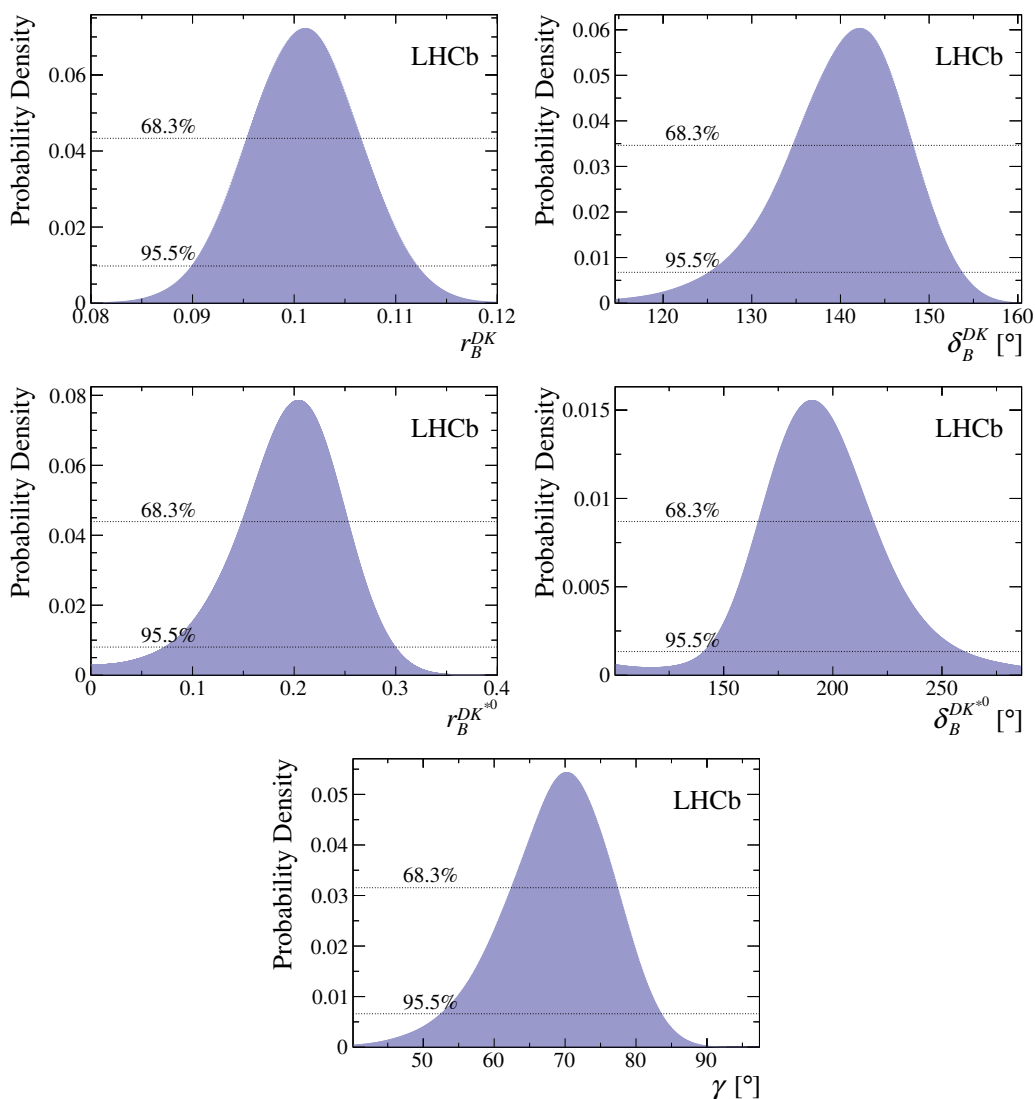 Probability Density
LHCb
68.3%
95.5%
0 0.02 0.04 0.06
0.08 0.09 0.1 0.11 0.12
r_B^{DK}
Probability Density
LHCb
68.3%
95.5%
0 0.01 0.02 0.03 0.04 0.05 0.06
120 130 140 150 160
δ_B^{DK} [°]
Probability Density
LHCb
68.3%
95.5%
0 0.02 0.04 0.06 0.08
0 0.1 0.2 0.3 0.4
r_B^{DK*0}
Probability Density
LHCb
68.3%
95.5%
0 0.005 0.01 0.015
150 200 250
δ_B^{DK*0} [°]
Probability Density
LHCb
68.3%
95.5%
0 0.01 0.02 0.03 0.04 0.05
50 60 70 80 90
γ [°]